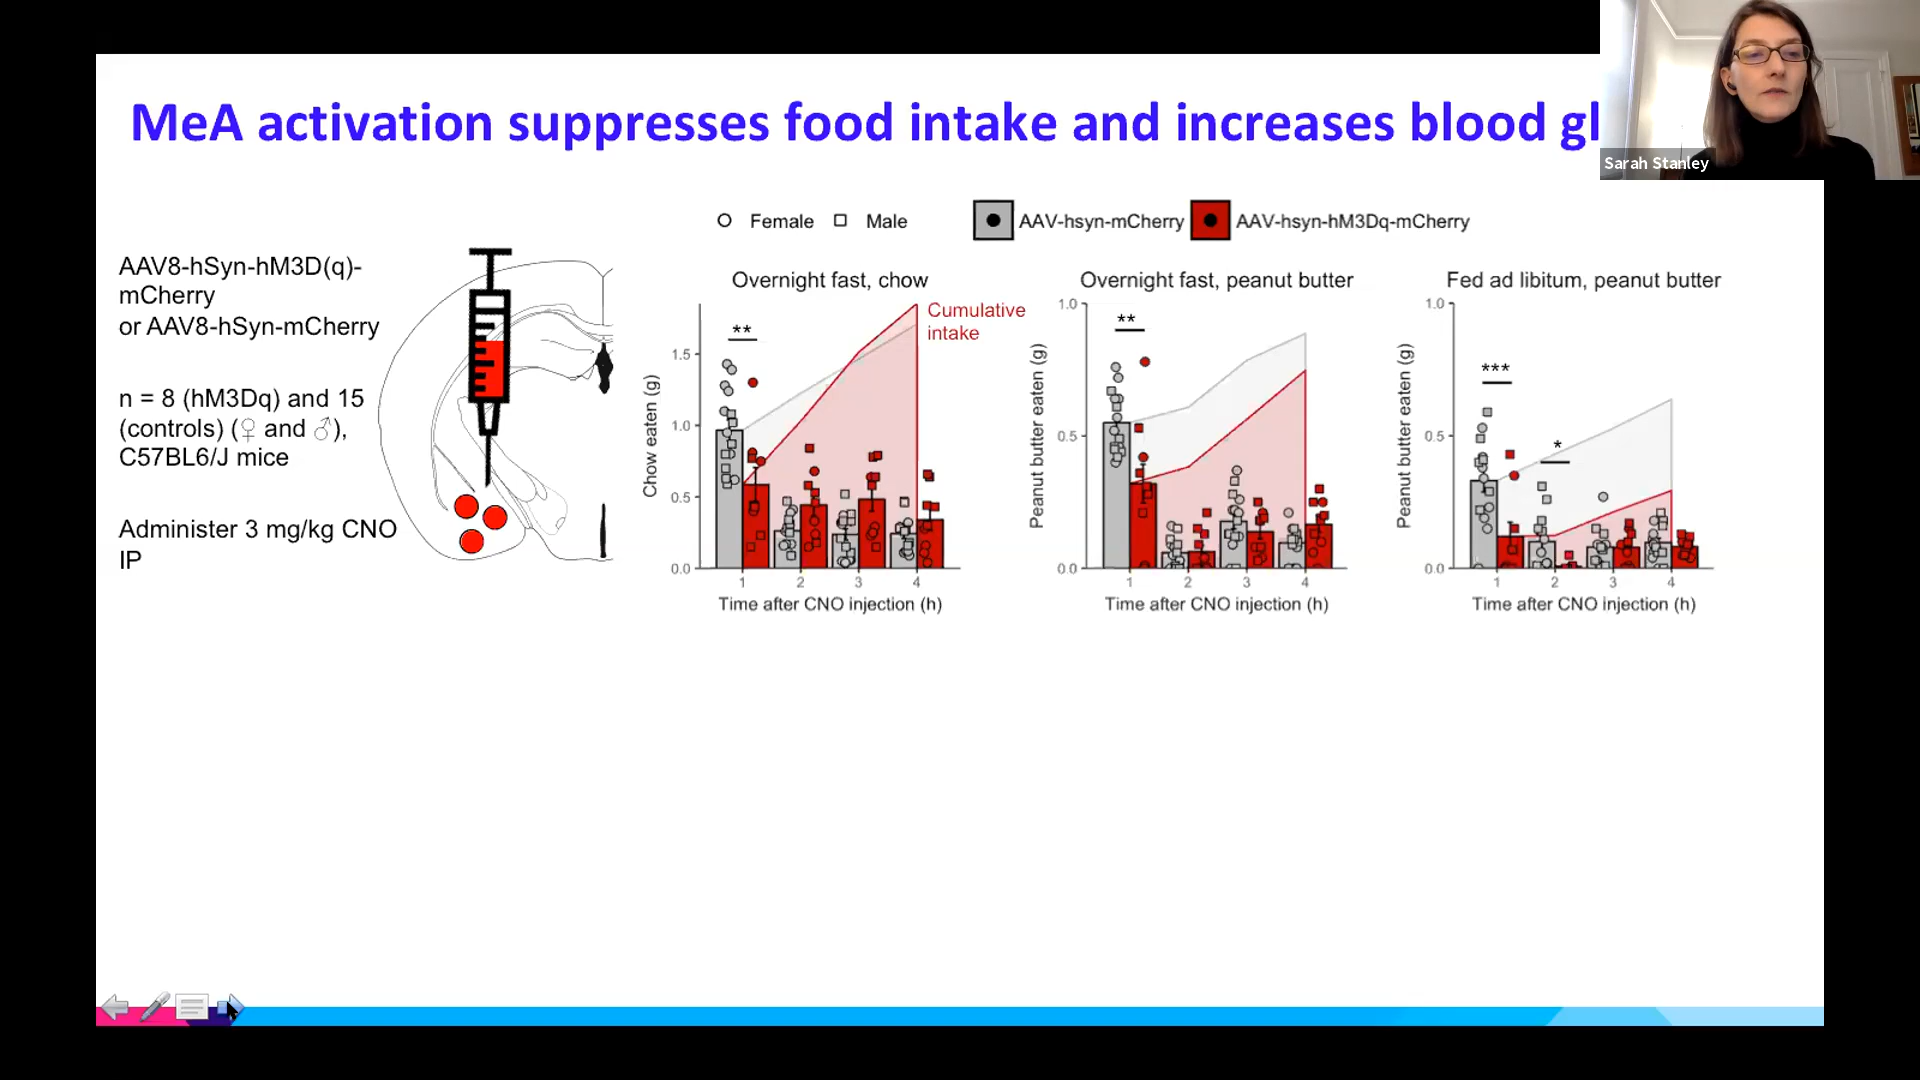 MeA activation suppresses food intake and increases blood gl
Sarah Stanley
Female
Male
AAV-hsyn-mCherry
AAV-hsyn-hM3Dq-mCherry
AAV8-hSyn-hM3D(q)-
mCherry
or AAV8-hSyn-mCherry
n = 8 (hM3Dq) and 15
(controls) (♀ and ♂),
C57BL6/J mice
Administer 3 mg/kg CNO
IP
Overnight fast, chow
Cumulative
intake
**
Chow eaten (g)
1.5
1.0
0.5
0.0
1 2 3 4
Time after CNO injection (h)
Overnight fast, peanut butter
**
Peanut butter eaten (g)
1.0
0.5
0.0
1 2 3 4
Time after CNO injection (h)
Fed ad libitum, peanut butter
***
*
Peanut butter eaten (g)
1.0
0.5
0.0
1 2 3 4
Time after CNO injection (h)